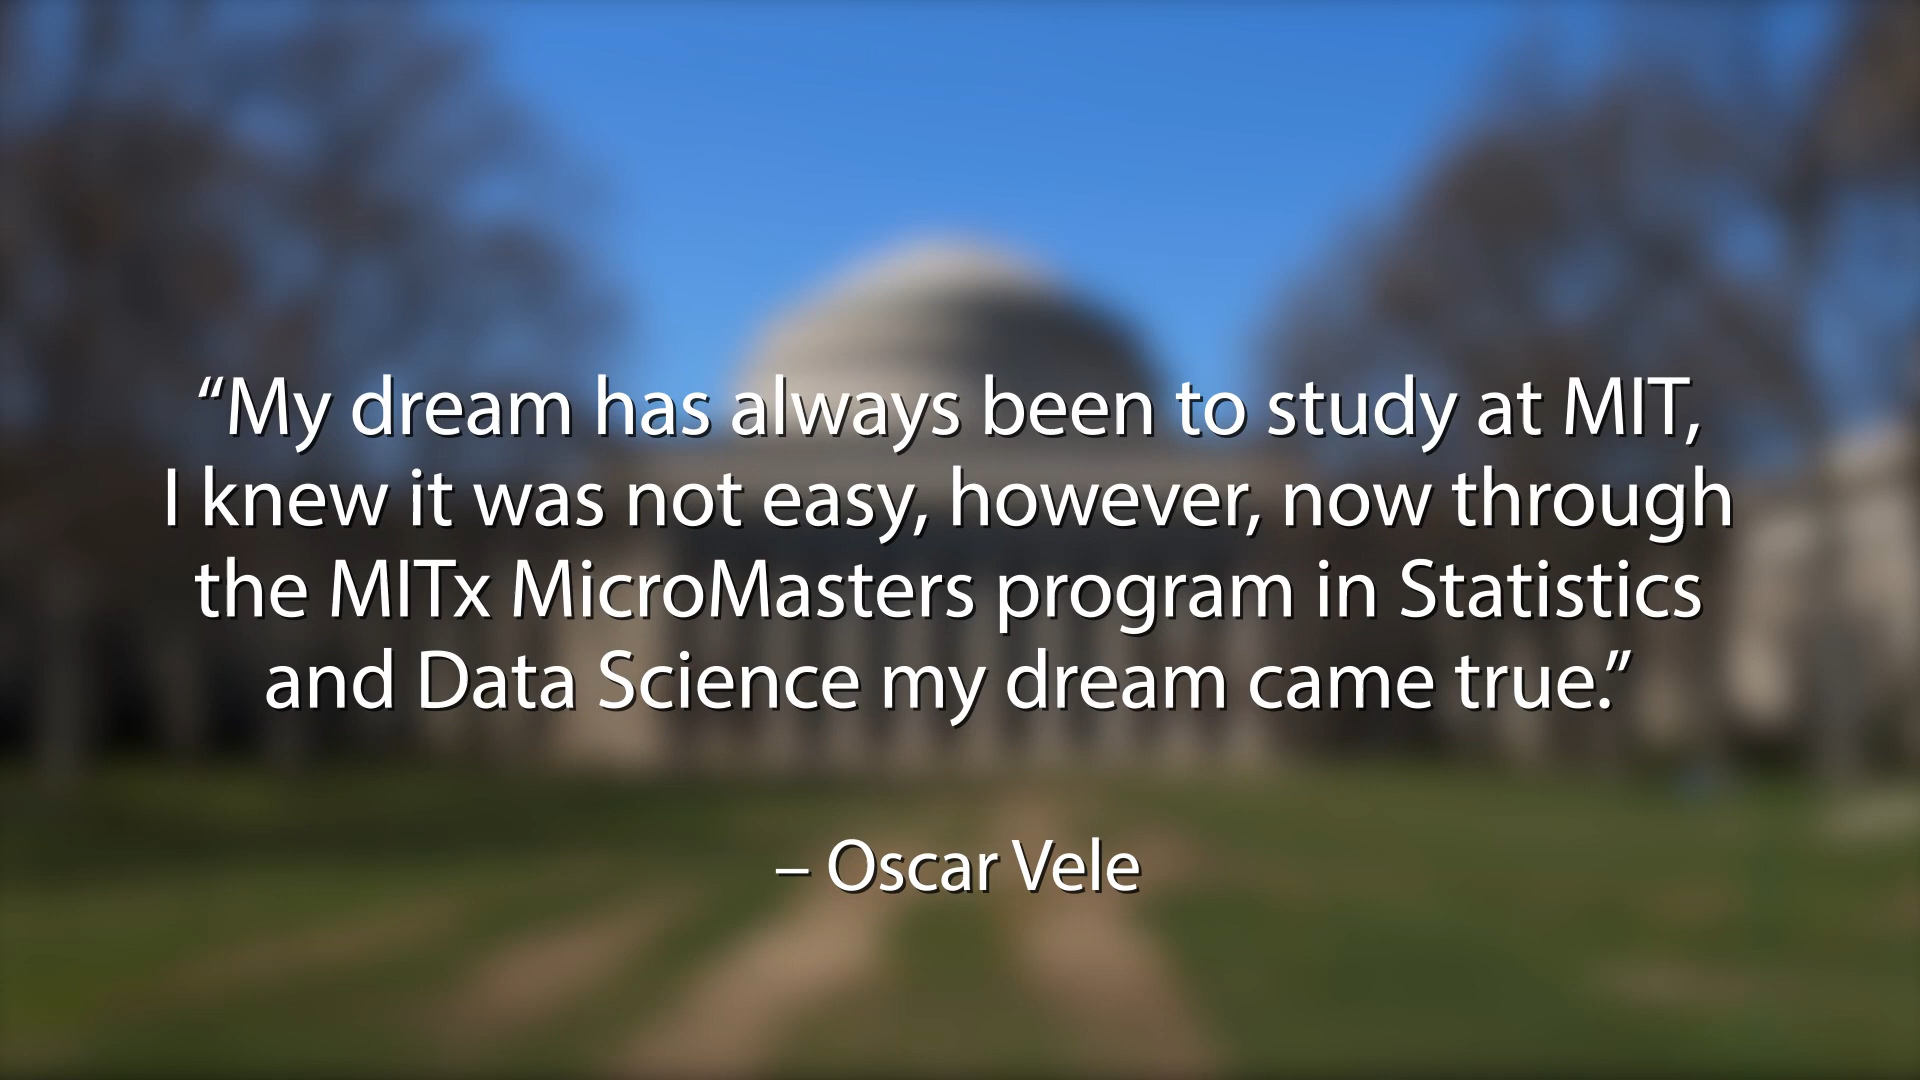 “My dream has always been to study at MIT,
I knew it was not easy, however, now through
the MITx MicroMasters program in Statistics
and Data Science my dream came true.”
– Oscar Vele